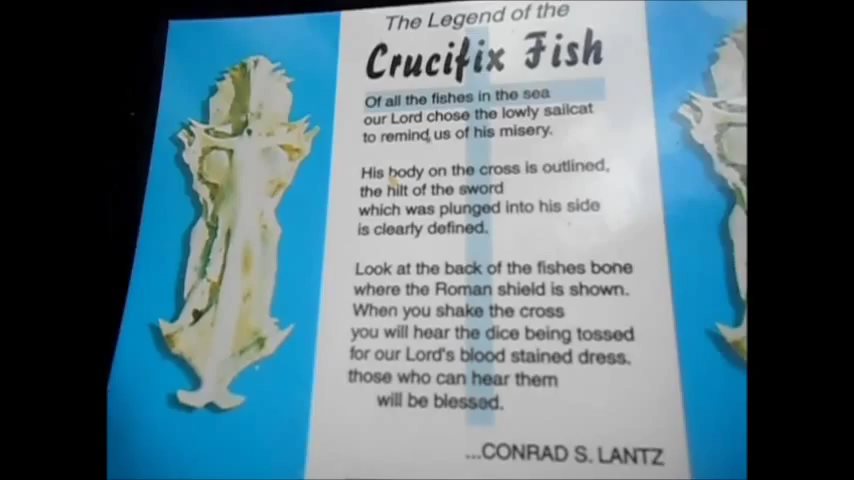 The Legend of the
Crucifix Fish
Of all the fishes in the sea
our Lord chose the lowly sailcat
to remind us of his misery.
His body on the cross is outlined,
the hilt of the sword
which was plunged into his side
is clearly defined.
Look at the back of the fishes bone
where the Roman shield is shown.
When you shake the cross
you will hear the dice being tossed
for our Lord's blood stained dress.
those who can hear them
will be blessed.
...CONRAD S. LANTZ